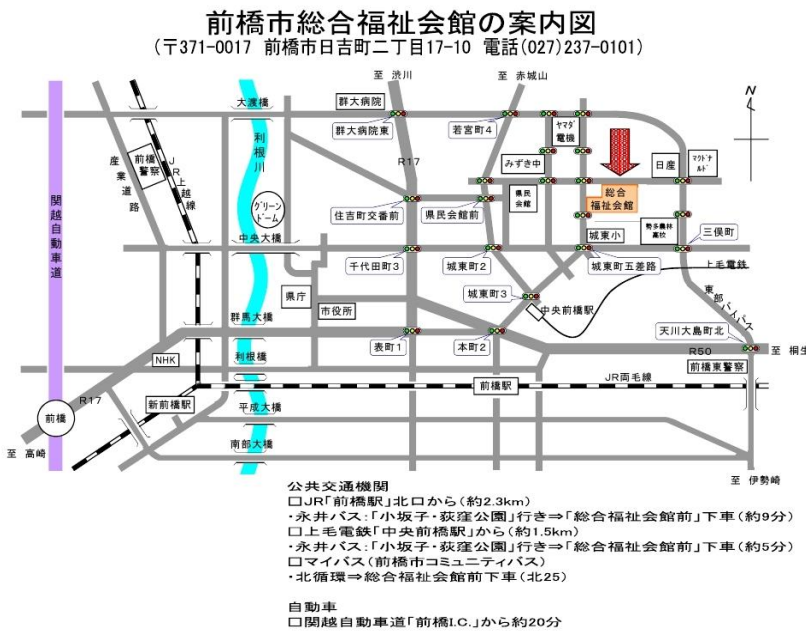 前橋市総合福祉会館の案内図
(〒371-0017 前橋市日吉町二丁目17-10 電話(027)237-0101)
至 渋川
至 赤城山
N
大渡橋
群大病院
群大病院東
若宮町4
ヤマダ電機
前橋警察
JR上越線
産業道路
利根川
R17
みずき中
日産
マクドナルド
関越自動車道
グリーンドーム
住吉町交番前
県民会館前
県民会館
総合福祉会館
勢多農林高校
中央大橋
千代田町3
城東町2
城東小
城東町五差路
三俣町
上毛電鉄
県庁
市役所
城東町3
中央前橋駅
東部バイパス
群馬大橋
表町1
本町2
天川大島町北
至 桐生
R50
NHK
利根橋
前橋東警察
R17
新前橋駅
前橋駅
JR両毛線
前橋
平成大橋
至 高崎
南部大橋
至 伊勢崎
公共交通機関
□JR「前橋駅」北口から(約2.3km)
・永井バス:「小坂子・荻窪公園」行き⇒「総合福祉会館前」下車(約9分)
□上毛電鉄「中央前橋駅」から(約1.5km)
・永井バス:「小坂子・荻窪公園」行き⇒「総合福祉会館前」下車(約5分)
□マイバス(前橋市コミュニティバス)
・北循環⇒総合福祉会館前下車(北25)
自動車
□関越自動車道「前橋I.C.」から約20分